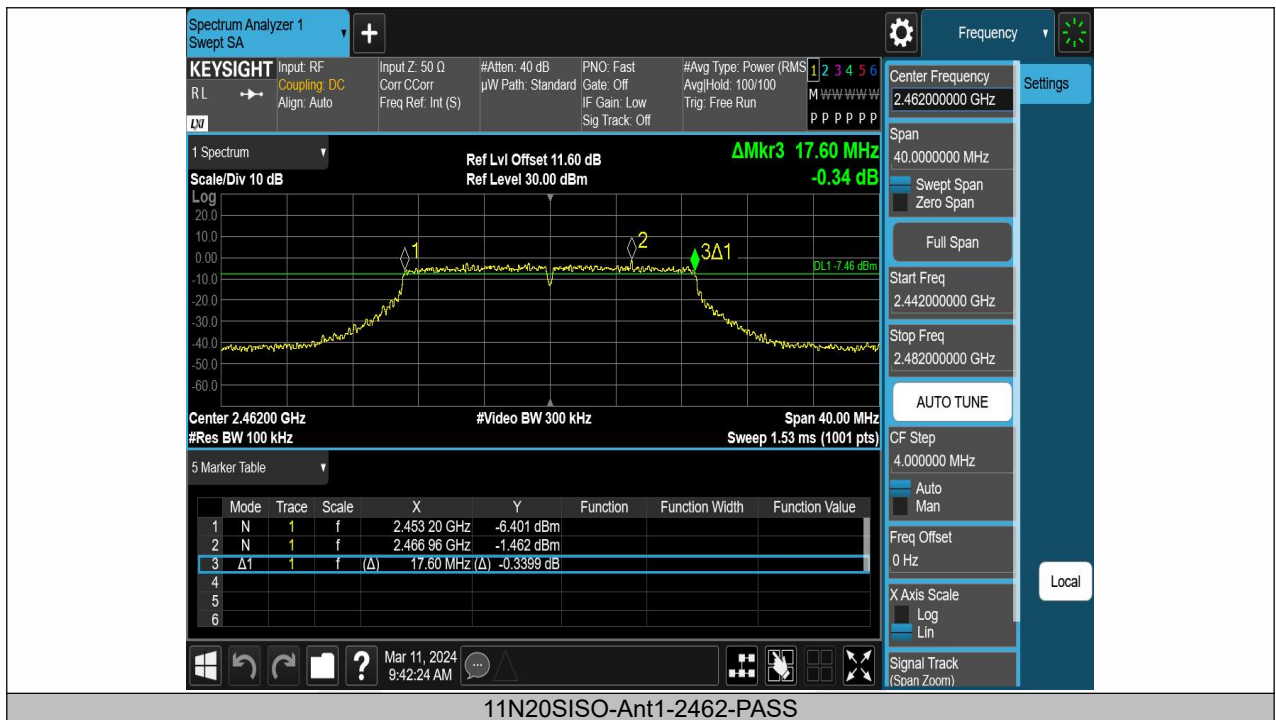 Spectrum Analyzer 1
Swept SA
+
Frequency
KEYSIGHT
RL
LXI
Input: RF
Coupling: DC
Align: Auto
Input Z: 50 Ω
Corr CCorr
Freq Ref: Int (S)
#Atten: 40 dB
µW Path: Standard
PNO: Fast
Gate: Off
IF Gain: Low
Sig Track: Off
#Avg Type: Power (RMS
Avg|Hold: 100/100
Trig: Free Run
1 2 3 4 5 6
M W W W W W
P P P P P P
1 Spectrum
Scale/Div 10 dB
Ref Lvl Offset 11.60 dB
Ref Level 30.00 dBm
ΔMkr3 17.60 MHz
-0.34 dB
Log
20.0
10.0
0.00
-10.0
-20.0
-30.0
-40.0
-50.0
-60.0
1
2
3Δ1
DL1 -7.46 dBm
Center 2.46200 GHz
#Video BW 300 kHz
Span 40.00 MHz
#Res BW 100 kHz
Sweep 1.53 ms (1001 pts)
5 Marker Table
Mode Trace Scale X Y Function Function Width Function Value
1 N 1 f 2.453 20 GHz -6.401 dBm
2 N 1 f 2.466 96 GHz -1.462 dBm
3 Δ1 1 f (Δ) 17.60 MHz (Δ) -0.3399 dB
4
5
6
?
Mar 11, 2024
9:42:24 AM
Center Frequency
2.462000000 GHz
Settings
Span
40.0000000 MHz
Swept Span
Zero Span
Full Span
Start Freq
2.442000000 GHz
Stop Freq
2.482000000 GHz
AUTO TUNE
CF Step
4.000000 MHz
Auto
Man
Freq Offset
0 Hz
Local
X Axis Scale
Log
Lin
Signal Track
(Span Zoom)
11N20SISO-Ant1-2462-PASS